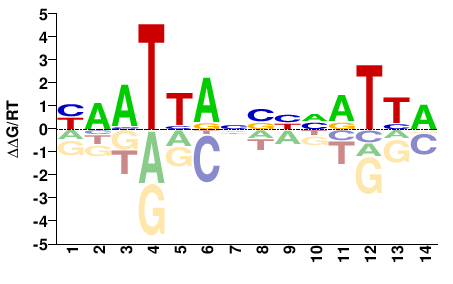 5
4
3
2
1
0
-1
-2
-3
-4
-5
ΔΔG/RT
C T A G
A C T G
A G T
T A G
T C A G
A G T C
C
C G A T
C T A
A C T G
A G C T
T C A G
T C A G
A C
1 2 3 4 5 6 7 8 9 10 11 12 13 14